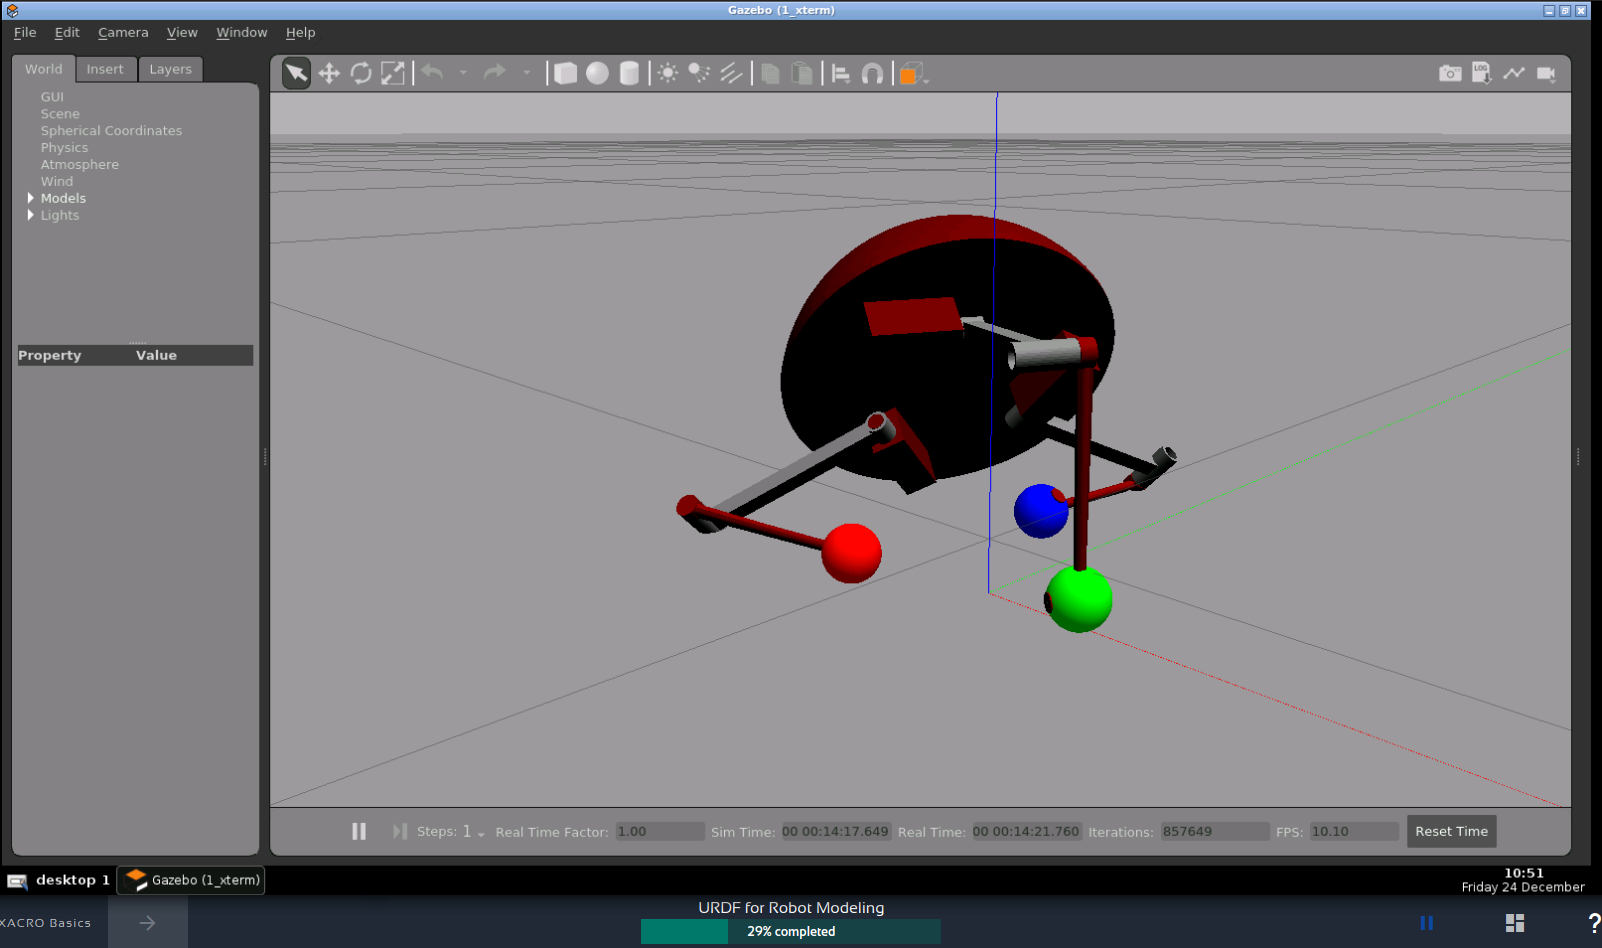 Gazebo (1_xterm)
File Edit Camera View Window Help
World Insert Layers
GUI
Scene
Spherical Coordinates
Physics
Atmosphere
Wind
Models
Lights
Property Value
LOG
Steps: 1 Real Time Factor: 1.00 Sim Time: 00 00:14:17.649 Real Time: 00 00:14:21.760 Iterations: 857649 FPS: 10.10 Reset Time
desktop 1 Gazebo (1_xterm)
10:51
Friday 24 December
XACRO Basics
URDF for Robot Modeling
29% completed
?